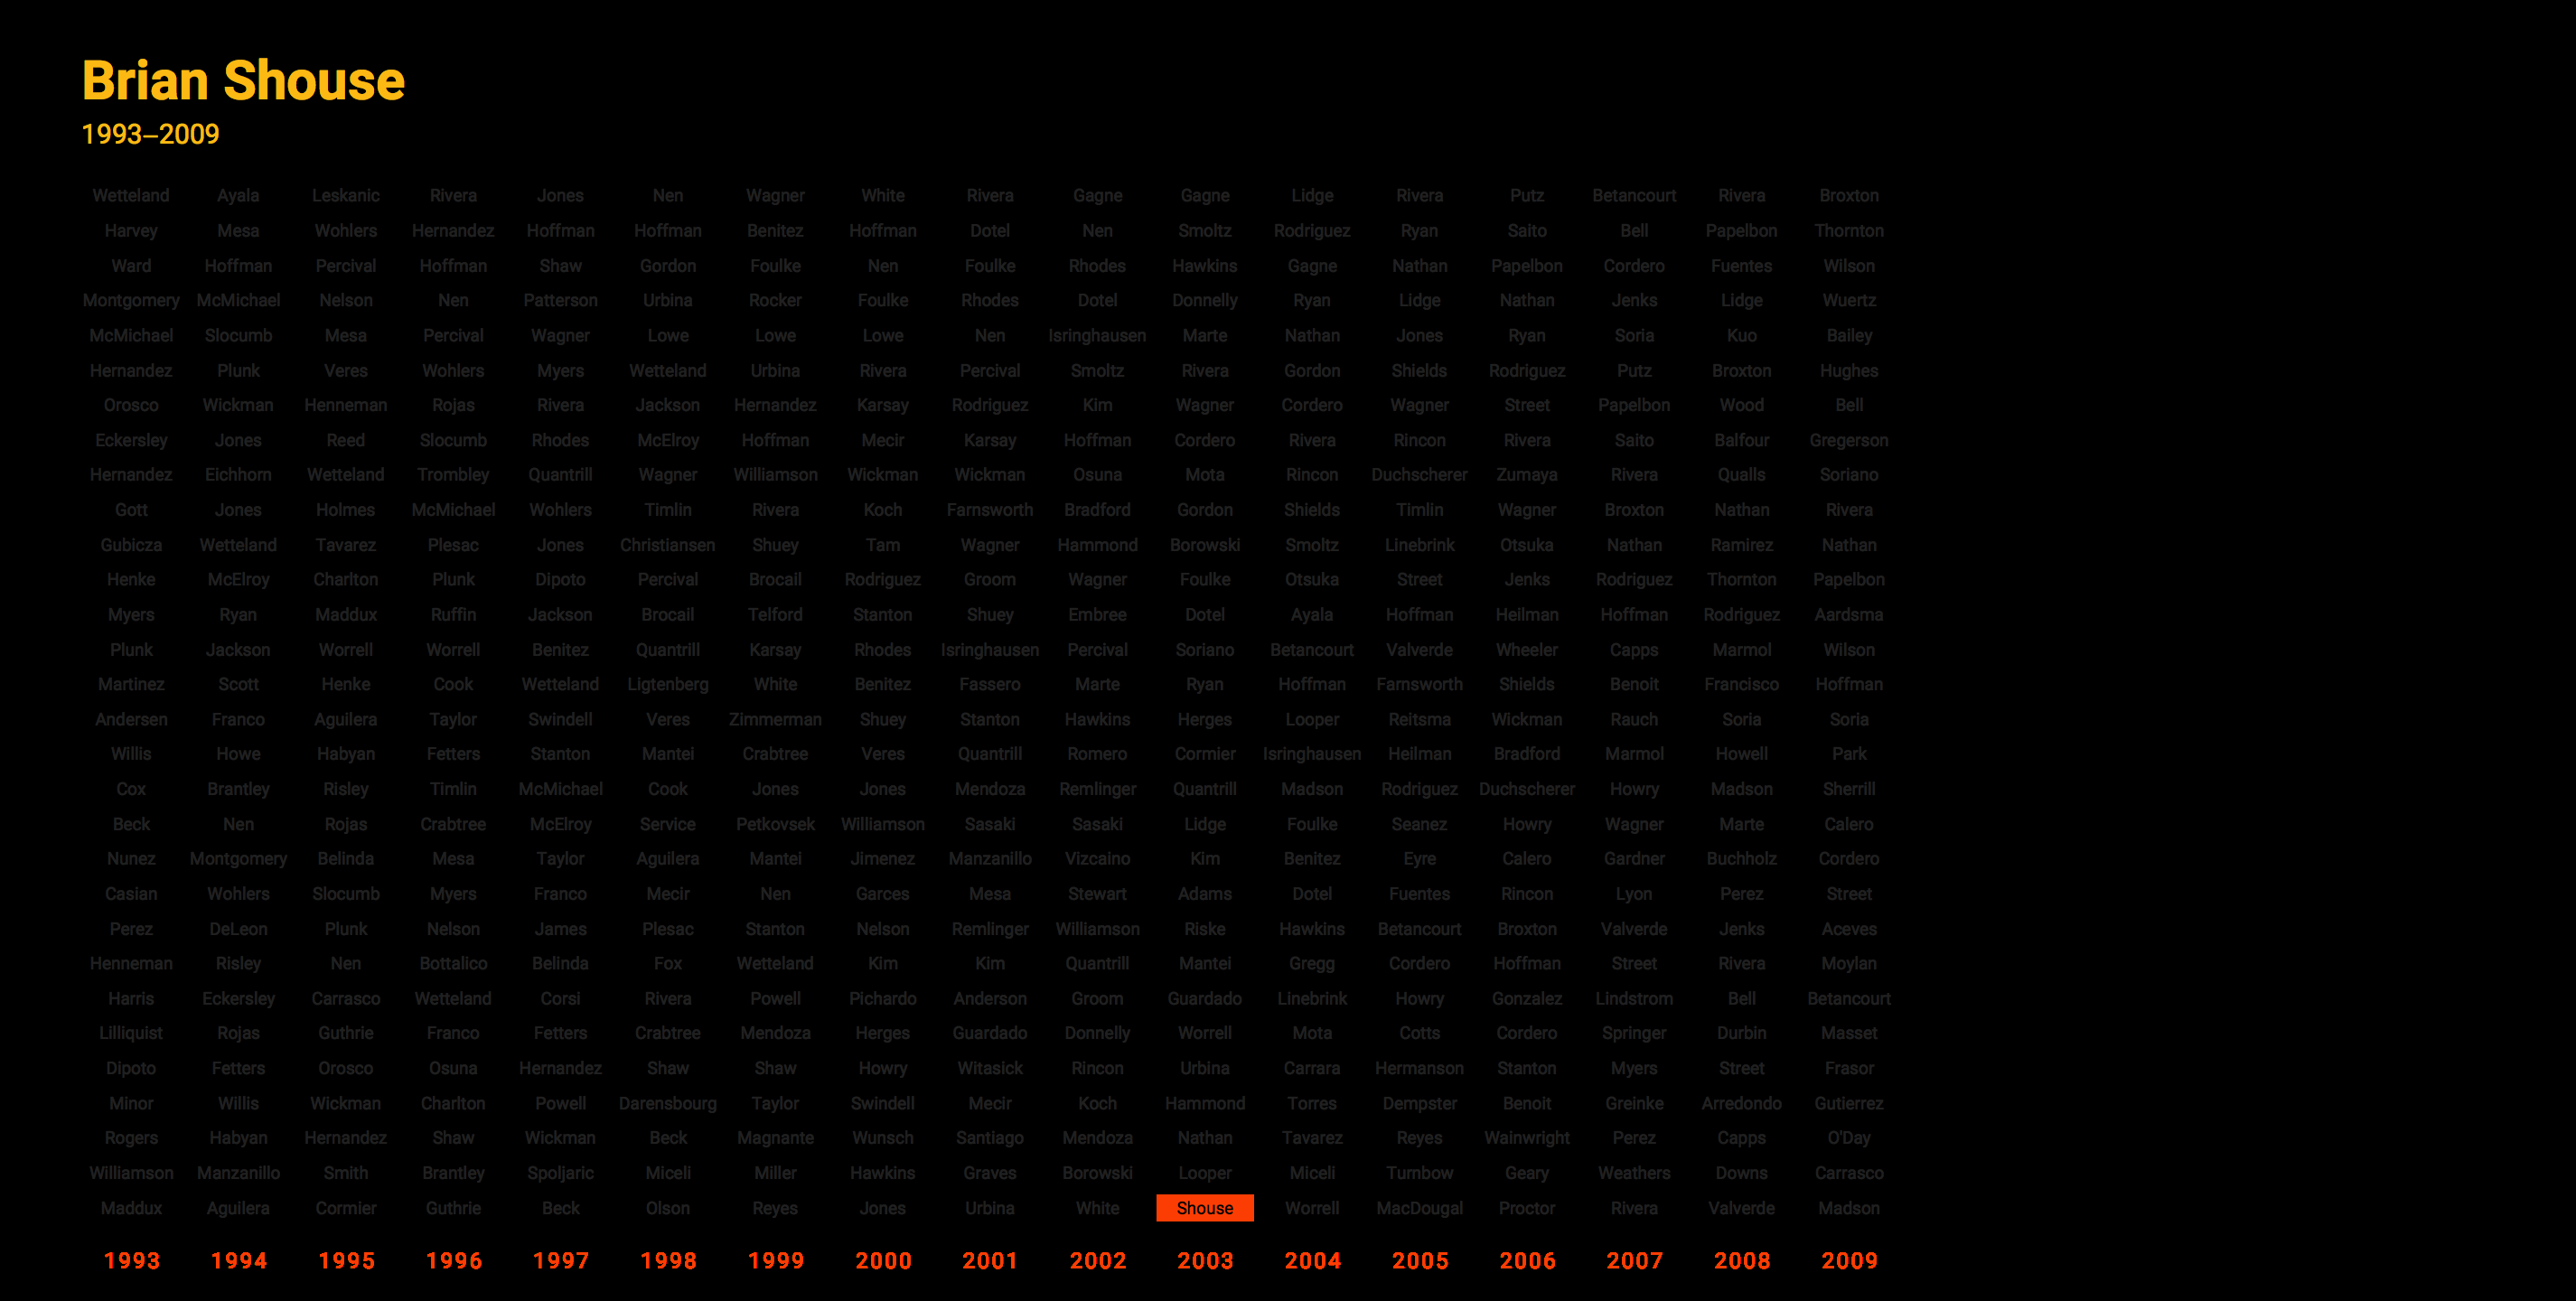 Brian Shouse
1993–2009
Wetteland Ayala Leskanic Rivera Jones Nen Wagner White Rivera Gagne Gagne Lidge Rivera Putz Betancourt Rivera Broxton
Harvey Mesa Wohlers Hernandez Hoffman Hoffman Benitez Hoffman Dotel Nen Smoltz Rodriguez Ryan Saito Bell Papelbon Thornton
Ward Hoffman Percival Hoffman Shaw Gordon Foulke Nen Foulke Rhodes Hawkins Gagne Nathan Papelbon Cordero Fuentes Wilson
Montgomery McMichael Nelson Nen Patterson Urbina Rocker Foulke Rhodes Dotel Donnelly Ryan Lidge Nathan Jenks Lidge Wuertz
McMichael Slocumb Mesa Percival Wagner Lowe Lowe Lowe Nen Isringhausen Marte Nathan Jones Ryan Soria Kuo Bailey
Hernandez Plunk Veres Wohlers Myers Wetteland Urbina Rivera Percival Smoltz Rivera Gordon Shields Rodriguez Putz Broxton Hughes
Orosco Wickman Henneman Rojas Rivera Jackson Hernandez Karsay Rodriguez Kim Wagner Cordero Wagner Street Papelbon Wood Bell
Eckersley Jones Reed Slocumb Rhodes McElroy Hoffman Mecir Karsay Hoffman Cordero Rivera Rincon Rivera Saito Balfour Gregerson
Hernandez Eichhorn Wetteland Trombley Quantrill Wagner Williamson Wickman Wickman Osuna Mota Rincon Duchscherer Zumaya Rivera Qualls Soriano
Gott Jones Holmes McMichael Wohlers Timlin Rivera Koch Farnsworth Bradford Gordon Shields Timlin Wagner Broxton Nathan Rivera
Gubicza Wetteland Tavarez Plesac Jones Christiansen Shuey Tam Wagner Hammond Borowski Smoltz Linebrink Otsuka Nathan Ramirez Nathan
Henke McElroy Charlton Plunk Dipoto Percival Brocail Rodriguez Groom Wagner Foulke Otsuka Street Jenks Rodriguez Thornton Papelbon
Myers Ryan Maddux Ruffin Jackson Brocail Telford Stanton Shuey Embree Dotel Ayala Hoffman Heilman Hoffman Rodriguez Aardsma
Plunk Jackson Worrell Worrell Benitez Quantrill Karsay Rhodes Isringhausen Percival Soriano Betancourt Valverde Wheeler Capps Marmol Wilson
Martinez Scott Henke Cook Wetteland Ligtenberg White Benitez Fassero Marte Ryan Hoffman Farnsworth Shields Benoit Francisco Hoffman
Andersen Franco Aguilera Taylor Swindell Veres Zimmerman Shuey Stanton Hawkins Herges Looper Reitsma Wickman Rauch Soria Soria
Willis Howe Habyan Fetters Stanton Mantei Crabtree Veres Quantrill Romero Cormier Isringhausen Heilman Bradford Marmol Howell Park
Cox Brantley Risley Timlin McMichael Cook Jones Jones Mendoza Remlinger Quantrill Madson Rodriguez Duchscherer Howry Madson Sherrill
Beck Nen Rojas Crabtree McElroy Service Petkovsek Williamson Sasaki Sasaki Lidge Foulke Seanez Howry Wagner Marte Calero
Nunez Montgomery Belinda Mesa Taylor Aguilera Mantei Jimenez Manzanillo Vizcaino Kim Benitez Eyre Calero Gardner Buchholz Cordero
Casian Wohlers Slocumb Myers Franco Mecir Nen Garces Mesa Stewart Adams Dotel Fuentes Rincon Lyon Perez Street
Perez DeLeon Plunk Nelson James Plesac Stanton Nelson Remlinger Williamson Riske Hawkins Betancourt Broxton Valverde Jenks Aceves
Henneman Risley Nen Bottalico Belinda Fox Wetteland Kim Kim Quantrill Mantei Gregg Cordero Hoffman Street Rivera Moylan
Harris Eckersley Carrasco Wetteland Corsi Rivera Powell Pichardo Anderson Groom Guardado Linebrink Howry Gonzalez Lindstrom Bell Betancourt
Lilliquist Rojas Guthrie Franco Fetters Crabtree Mendoza Herges Guardado Donnelly Worrell Mota Cotts Cordero Springer Durbin Masset
Dipoto Fetters Orosco Osuna Hernandez Shaw Shaw Howry Witasick Rincon Urbina Carrara Hermanson Stanton Myers Street Frasor
Minor Willis Wickman Charlton Powell Darensbourg Taylor Swindell Mecir Koch Hammond Torres Dempster Benoit Greinke Arredondo Gutierrez
Rogers Habyan Hernandez Shaw Wickman Beck Magnante Wunsch Santiago Mendoza Nathan Tavarez Reyes Wainwright Perez Capps O'Day
Williamson Manzanillo Smith Brantley Spoljaric Miceli Miller Hawkins Graves Borowski Looper Miceli Turnbow Geary Weathers Downs Carrasco
Maddux Aguilera Cormier Guthrie Beck Olson Reyes Jones Urbina White Shouse Worrell MacDougal Proctor Rivera Valverde Madson
1993 1994 1995 1996 1997 1998 1999 2000 2001 2002 2003 2004 2005 2006 2007 2008 2009